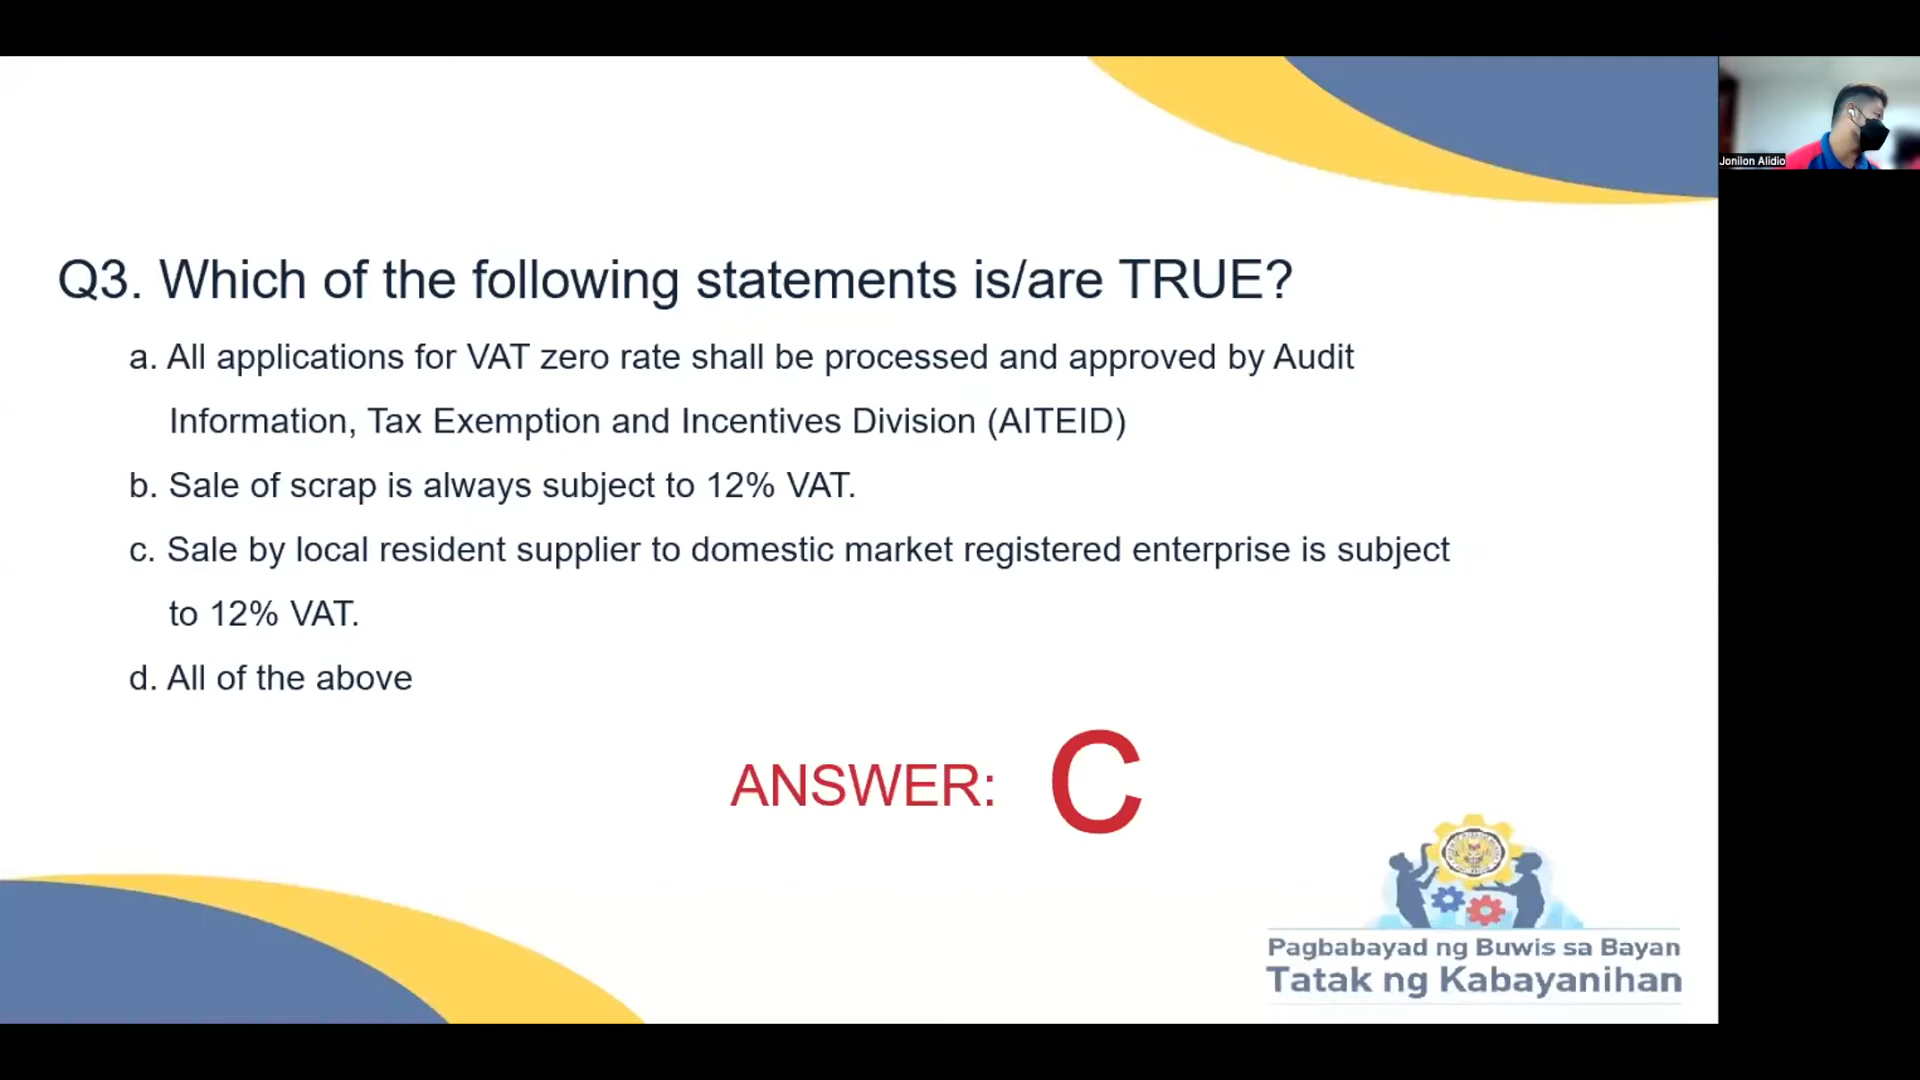 Jonilon Alidio
Q3. Which of the following statements is/are TRUE?
a. All applications for VAT zero rate shall be processed and approved by Audit
Information, Tax Exemption and Incentives Division (AITEID)
b. Sale of scrap is always subject to 12% VAT.
c. Sale by local resident supplier to domestic market registered enterprise is subject
to 12% VAT.
d. All of the above
ANSWER: C
Pagbabayad ng Buwis sa Bayan
Tatak ng Kabayanihan